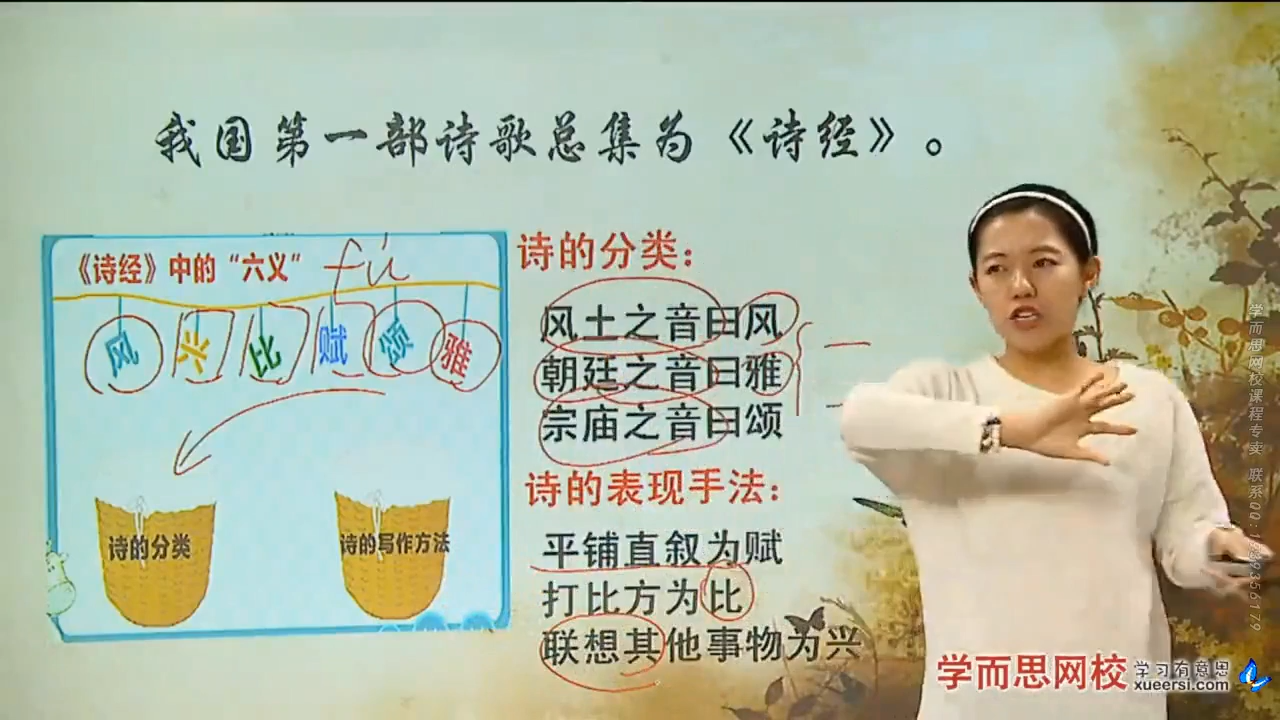 我国第一部诗歌总集为《诗经》。
《诗经》中的“六义” fù
风 兴 比 赋 颂 雅
诗的分类
诗的写作方法
诗的分类：
风土之音曰风
朝廷之音曰雅
宗庙之音曰颂
诗的表现手法：
平铺直叙为赋
打比方为比
联想其他事物为兴
学而思网校 学习有意思
xueersi.com
学而思网校课程专卖 联系QQ: